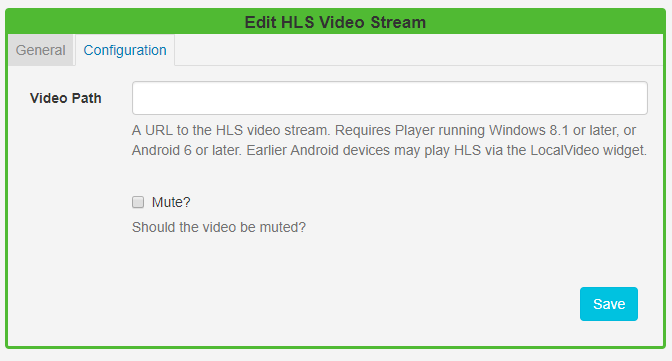 Edit HLS Video Stream
General Configuration
Video Path
A URL to the HLS video stream. Requires Player running Windows 8.1 or later, or
Android 6 or later. Earlier Android devices may play HLS via the LocalVideo widget.
Mute?
Should the video be muted?
Save